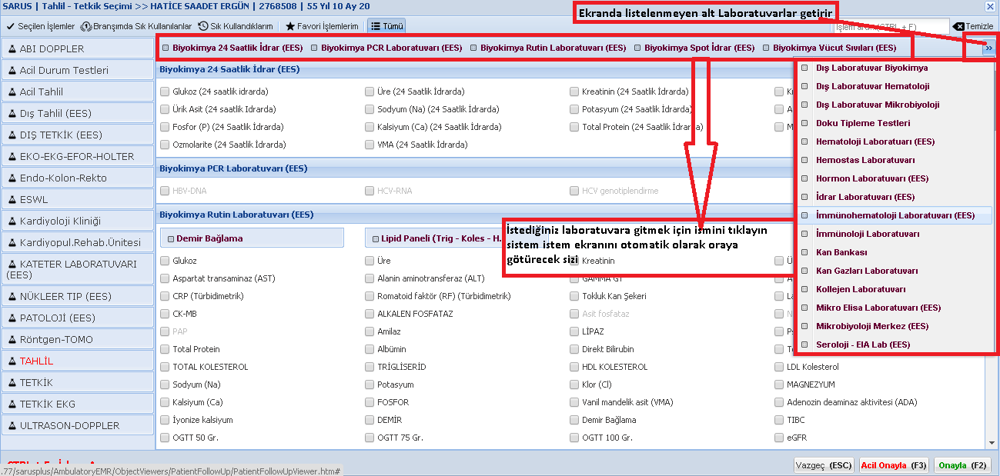 SARUS | Tahlil - Tetkik Seçimi >> HATİCE SAADET ERGÜN | 2768508 | 55 Yıl 10 Ay 20
Ekranda listelenmeyen alt Laboratuvarlar getirir
Seçilen İşlemler Branşımda Sık Kullanılanlar Sık Kullandıklarım Favori İşlemlerim Tümü İşlem ara...(CTRL + F) Temizle
ABI DOPPLER
Acil Durum Testleri
Acil Tahlil
Dış Tahlil (EES)
DIŞ TETKİK (EES)
EKO-EKG-EFOR-HOLTER
Endo-Kolon-Rekto
ESWL
Kardiyoloji Kliniği
Kardiyopul.Rehab.Ünitesi
KATETER LABORATUVARI
(EES)
NÜKLEER TIP (EES)
PATOLOJİ (EES)
Röntgen-TOMO
TAHLİL
TETKİK
TETKİK EKG
ULTRASON-DOPPLER
Biyokimya 24 Saatlik İdrar (EES) Biyokimya PCR Laboratuvarı (EES) Biyokimya Rutin Laboratuvarı (EES) Biyokimya Spot İdrar (EES) Biyokimya Vücut Sıvıları (EES) »
Biyokimya 24 Saatlik İdrar (EES)
Glukoz (24 saatlik idrarda) Üre (24 Saatlik İdrarda) Kreatinin (24 Saatlik İdrarda)
Ürik Asit (24 saatlik İdrarda) Sodyum (Na) (24 Saatlik İdrarda) Potasyum (24 Saatlik İdrarda)
Fosfor (P) (24 Saatlik İdrarda) Kalsiyum (Ca) (24 Saatlik İdrarda) Total Protein (24 Saatlik İdrarda)
Ozmolarite (24 Saatlik İdrarda) VMA (24 Saatlik İdrarda)
Biyokimya PCR Laboratuvarı (EES)
HBV-DNA HCV-RNA HCV genotiplendirme
Biyokimya Rutin Laboratuvarı (EES)
Demir Bağlama Lipid Paneli (Trig - Koles - H.
İstediğiniz laboratuvara gitmek için ismini tıklayın
sistem istem ekranını otomatik olarak oraya
götürecek sizi
Glukoz Üre Kreatinin
Aspartat transaminaz (AST) Alanin aminotransferaz (ALT) GAMMA GT
CRP (Türbidimetrik) Romatoid faktör (RF) (Türbidimetrik) Tokluk Kan Şekeri
CK-MB ALKALEN FOSFATAZ Asit fosfataz
PAP Amilaz LİPAZ
Total Protein Albümin Direkt Bilirubin
TOTAL KOLESTEROL TRİGLİSERİD HDL KOLESTEROL LDL Kolesterol
Sodyum (Na) Potasyum Klor (Cl) MAGNEZYUM
Kalsiyum (Ca) FOSFOR Vanil mandelik asit (VMA) Adenozin deaminaz aktivitesi (ADA)
İyonize kalsiyum DEMİR Demir Bağlama TIBC
OGTT 50 Gr. OGTT 75 Gr. OGTT 100 Gr. eGFR
Dış Laboratuvar Biyokimya
Dış Laboratuvar Hematoloji
Dış Laboratuvar Mikrobiyoloji
Doku Tipleme Testleri
Hematoloji Laboratuarı (EES)
Hemostas Laboratuvarı
Hormon Laboratuvarı (EES)
İdrar Laboratuvarı (EES)
İmmünohematoloji Laboratuvarı (EES)
İmmünoloji Laboratuvarı
Kan Bankası
Kan Gazları Laboratuvarı
Kollejen Laboratuvarı
Mikro Elisa Laboratuvarı (EES)
Mikrobiyoloji Merkez (EES)
Seroloji - EIA Lab (EES)
.77/sarusplus/AmbulatoryEMR/ObjectViewers/PatientFollowUp/PatientFollowUpViewer.htm#
Vazgeç (ESC) Acil Onayla (F3) Onayla (F2)